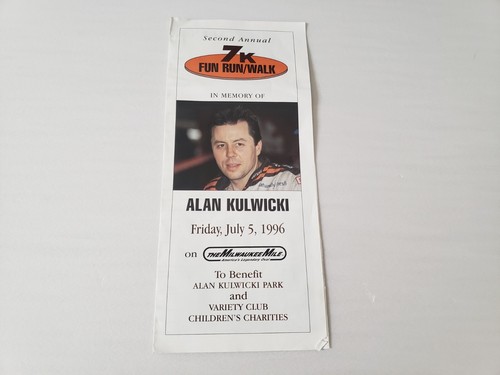 Second Annual
7K
FUN RUN/WALK
IN MEMORY OF
ALAN KULWICKI
Friday, July 5, 1996
on THE MILWAUKEE MILE
America's Legendary Oval
To Benefit
ALAN KULWICKI PARK
and
VARIETY CLUB
CHILDREN'S CHARITIES